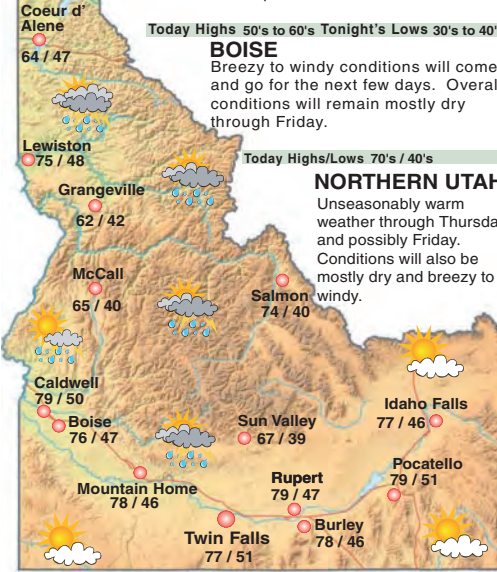 Coeur d'
Alene
64 / 47
Today Highs 50's to 60's Tonight's Lows 30's to 40'
BOISE
Breezy to windy conditions will come
and go for the next few days. Overal
conditions will remain mostly dry
through Friday.
Lewiston
75 / 48
Today Highs/Lows 70's / 40's
NORTHERN UTAH
Unseasonably warm
weather through Thursda
and possibly Friday.
Conditions will also be
mostly dry and breezy to
windy.
Grangeville
62 / 42
McCall
65 / 40
Salmon
74 / 40
Caldwell
79 / 50
Boise
76 / 47
Sun Valley
67 / 39
Idaho Falls
77 / 46
Pocatello
79 / 51
Mountain Home
78 / 46
Rupert
79 / 47
Twin Falls
77 / 51
Burley
78 / 46